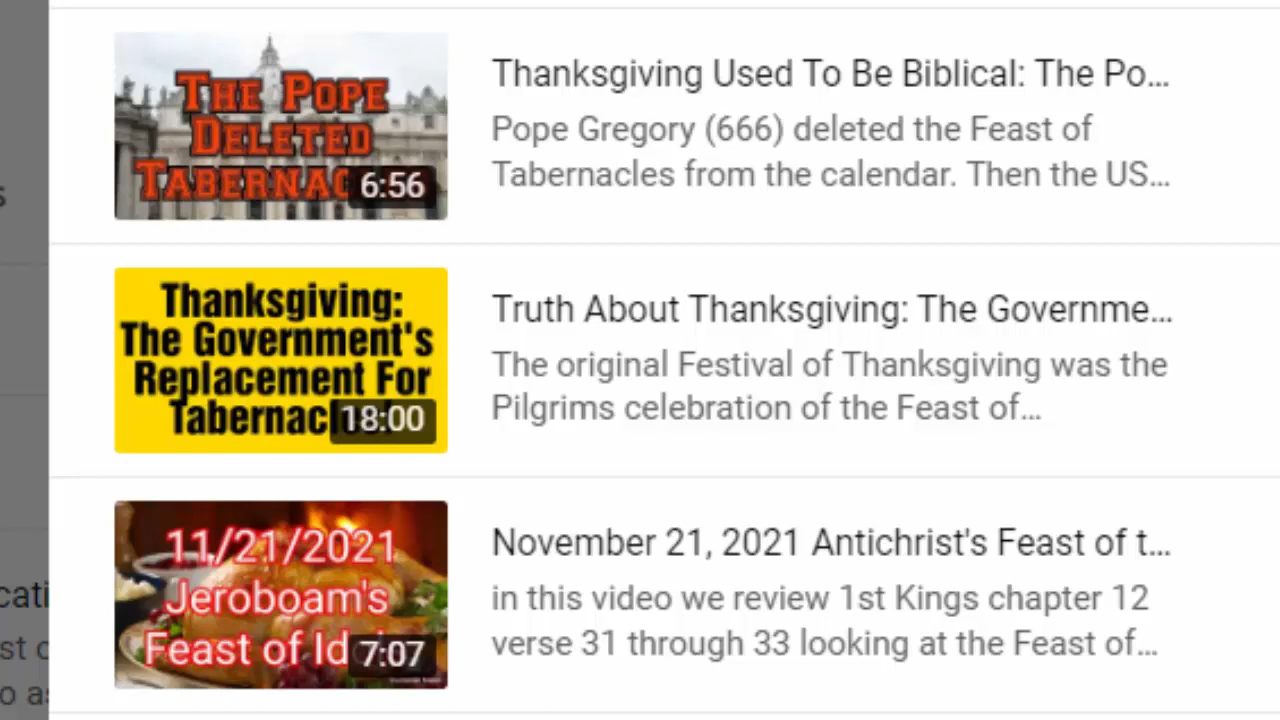 THE POPE
DELETED
6:56
Thanksgiving Used To Be Biblical: The Po...
Pope Gregory (666) deleted the Feast of
Tabernacles from the calendar. Then the US...
Thanksgiving:
The Government's
Replacement For
18:00
Truth About Thanksgiving: The Governme...
The original Festival of Thanksgiving was the
Pilgrims celebration of the Feast of...
11/21/2021
Jeroboam's
Feast of Id
7:07
November 21, 2021 Antichrist's Feast of t...
in this video we review 1st Kings chapter 12
verse 31 through 33 looking at the Feast of...